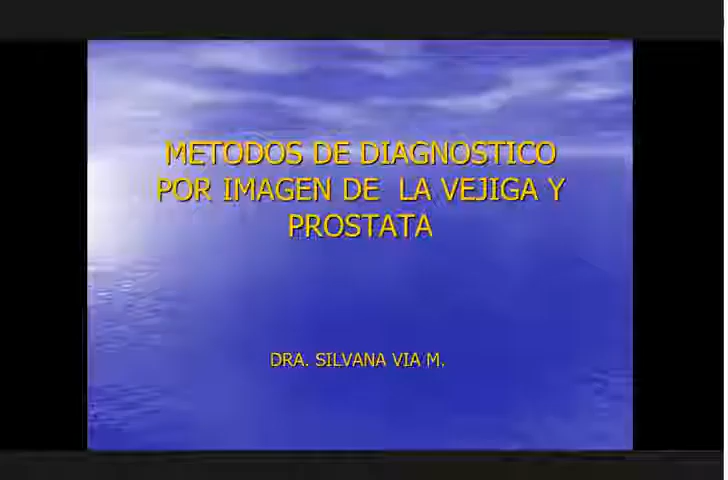 METODOS DE DIAGNOSTICO
POR IMAGEN DE LA VEJIGA Y
PROSTATA
DRA. SILVANA VIA M.